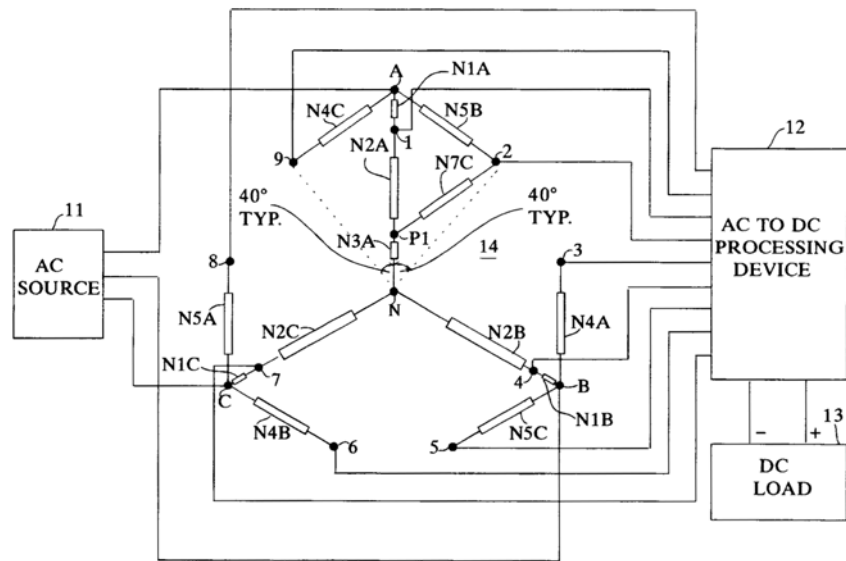 11
AC
SOURCE
A
N1A
N4C
N5B
9
1
2
N2A
N7C
40°
TYP.
P1
N3A
40°
TYP.
14
N
8
3
N5A
N2C
N2B
N4A
N1C
7
4
C
B
N4B
N5C
N1B
6
5
12
AC TO DC
PROCESSING
DEVICE
−
+
13
DC
LOAD